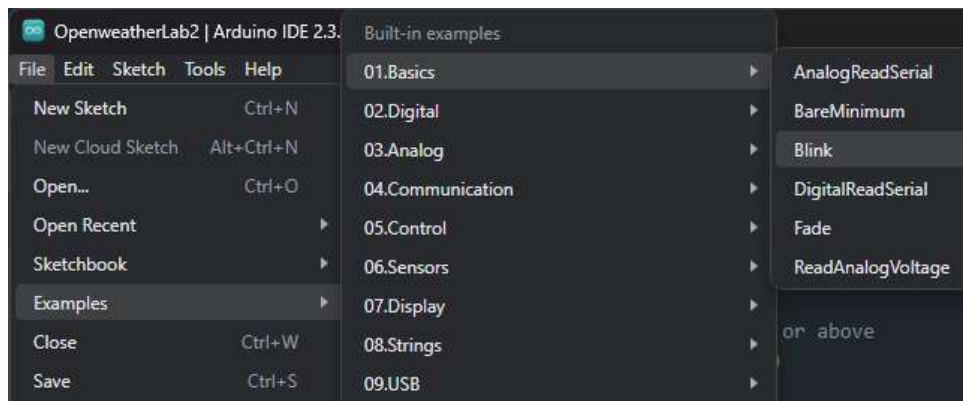 OpenweatherLab2 | Arduino IDE 2.3.
File Edit Sketch Tools Help
New Sketch Ctrl+N
New Cloud Sketch Alt+Ctrl+N
Open... Ctrl+O
Open Recent
Sketchbook
Examples
Close Ctrl+W
Save Ctrl+S
Built-in examples
01.Basics
02.Digital
03.Analog
04.Communication
05.Control
06.Sensors
07.Display
08.Strings
09.USB
AnalogReadSerial
BareMinimum
Blink
DigitalReadSerial
Fade
ReadAnalogVoltage
or above